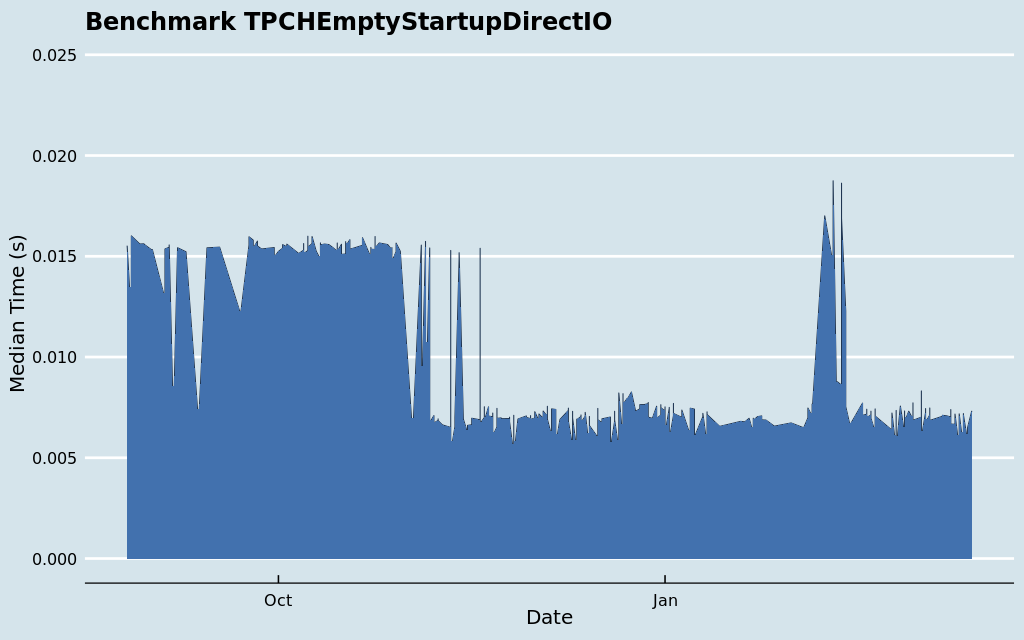 Benchmark TPCHEmptyStartupDirectIO
0.025
0.020
0.015
0.010
0.005
0.000
Median Time (s)
Oct
Jan
Date